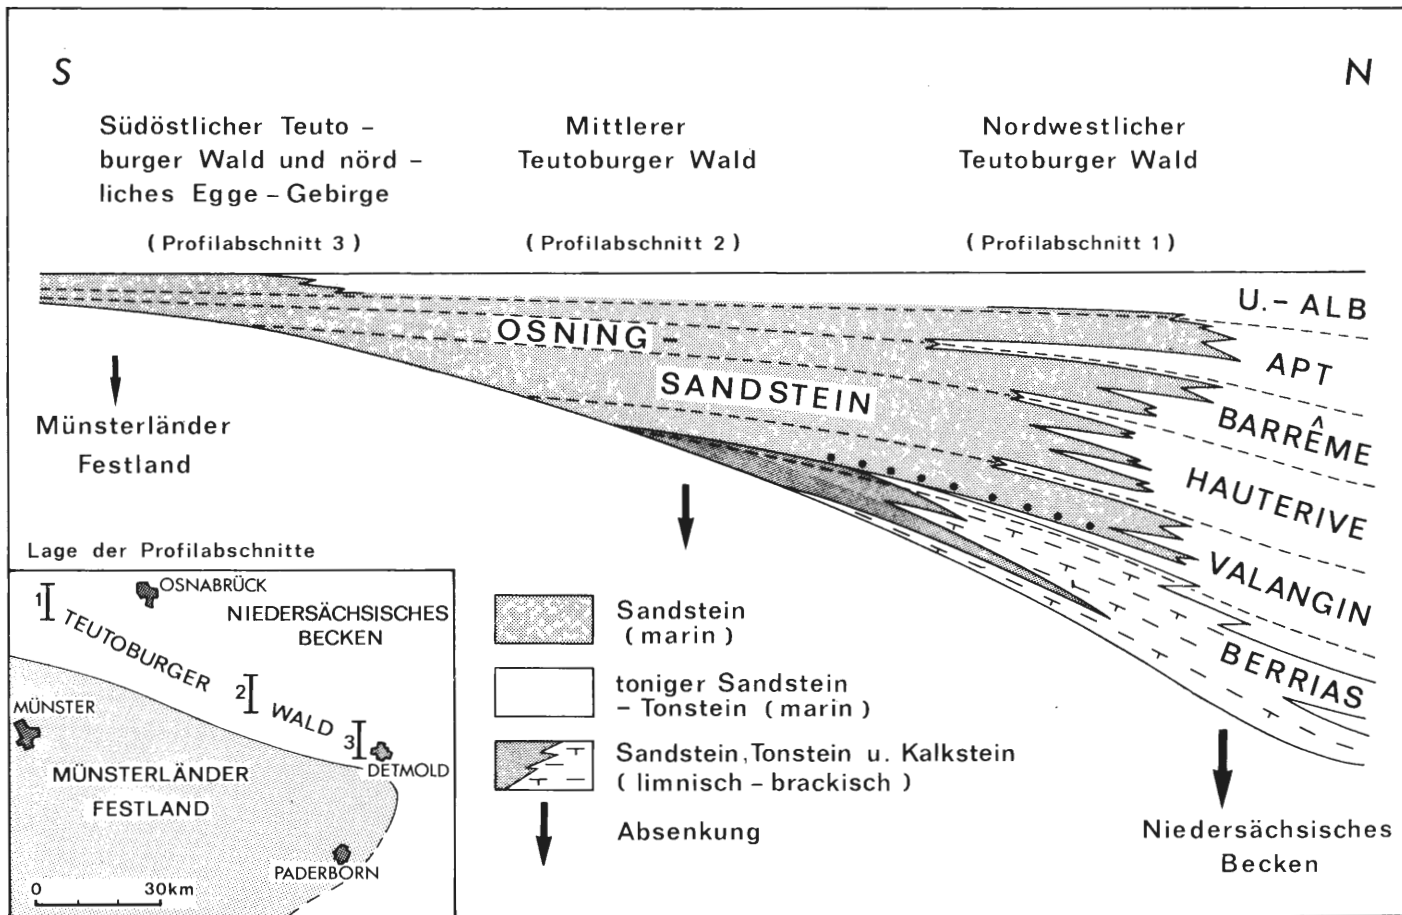 S
N
Südöstlicher Teuto -
burger Wald und nörd -
liches Egge - Gebirge
( Profilabschnitt 3 )
Mittlerer
Teutoburger Wald
( Profilabschnitt 2 )
Nordwestlicher
Teutoburger Wald
( Profilabschnitt 1 )
OSNING -
SANDSTEIN
U. - ALB
APT
BARRÊME
HAUTERIVE
VALANGIN
BERRIAS
Münsterländer
Festland
Niedersächsisches
Becken
Lage der Profilabschnitte
OSNABRÜCK
1
NIEDERSÄCHSISCHES
BECKEN
TEUTOBURGER
WALD
2
3
MÜNSTER
DETMOLD
MÜNSTERLÄNDER
FESTLAND
PADERBORN
0 30km
Sandstein
( marin )
toniger Sandstein
- Tonstein ( marin )
Sandstein, Tonstein u. Kalkstein
( limnisch - brackisch )
Absenkung